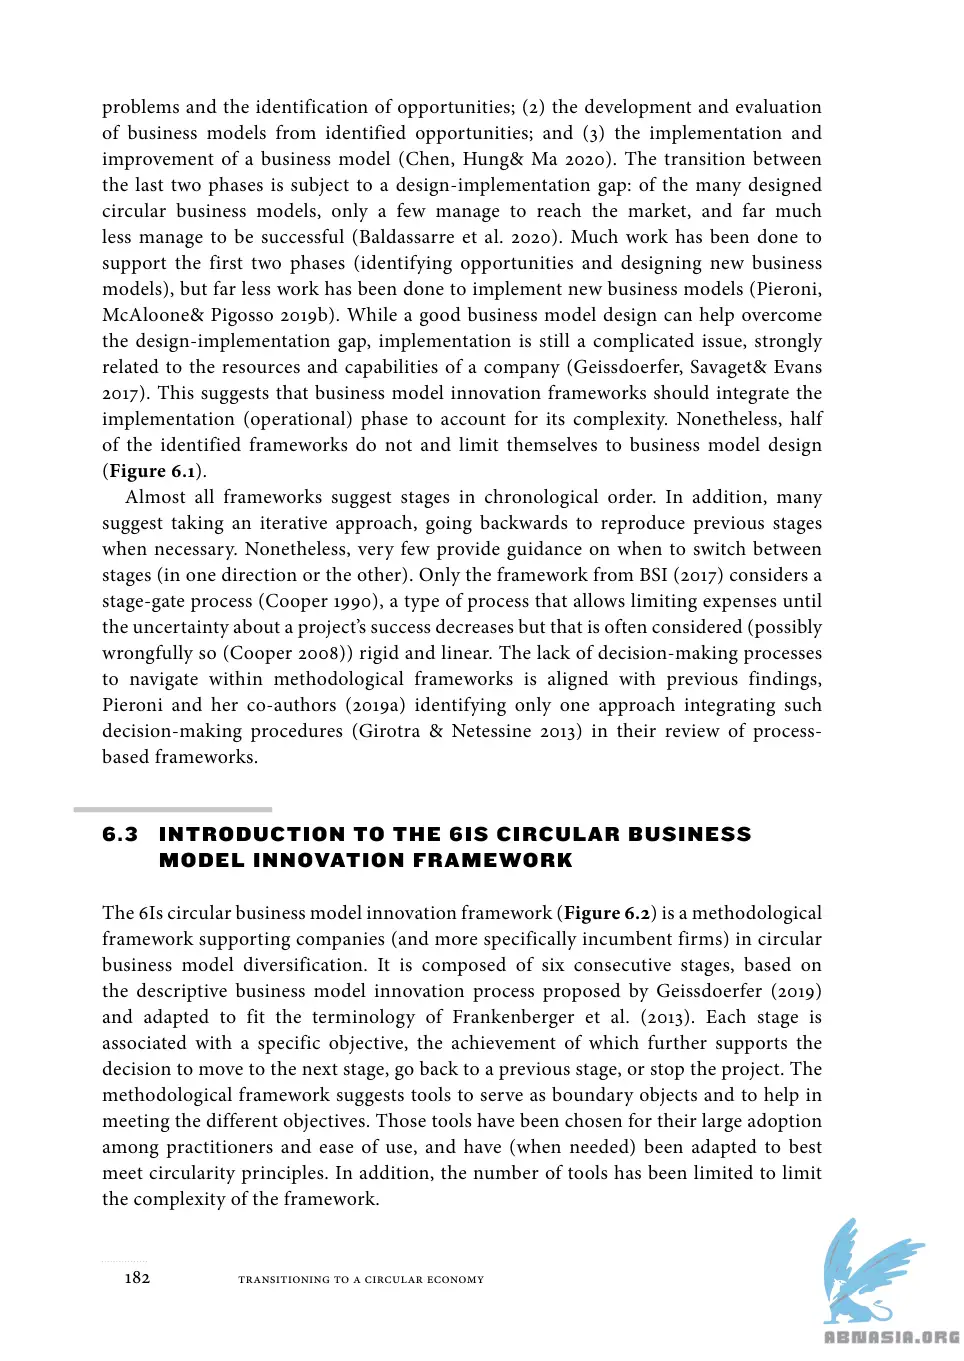 problems and the identification of opportunities; (2) the development and evaluation
of business models from identified opportunities; and (3) the implementation and
improvement of a business model (Chen, Hung& Ma 2020). The transition between
the last two phases is subject to a design-implementation gap: of the many designed
circular business models, only a few manage to reach the market, and far much
less manage to be successful (Baldassarre et al. 2020). Much work has been done to
support the first two phases (identifying opportunities and designing new business
models), but far less work has been done to implement new business models (Pieroni,
McAloone& Pigosso 2019b). While a good business model design can help overcome
the design-implementation gap, implementation is still a complicated issue, strongly
related to the resources and capabilities of a company (Geissdoerfer, Savaget& Evans
2017). This suggests that business model innovation frameworks should integrate the
implementation (operational) phase to account for its complexity. Nonetheless, half
of the identified frameworks do not and limit themselves to business model design
(Figure 6.1).
Almost all frameworks suggest stages in chronological order. In addition, many
suggest taking an iterative approach, going backwards to reproduce previous stages
when necessary. Nonetheless, very few provide guidance on when to switch between
stages (in one direction or the other). Only the framework from BSI (2017) considers a
stage-gate process (Cooper 1990), a type of process that allows limiting expenses until
the uncertainty about a project's success decreases but that is often considered (possibly
wrongfully so (Cooper 2008)) rigid and linear. The lack of decision-making processes
to navigate within methodological frameworks is aligned with previous findings,
Pieroni and her co-authors (2019a) identifying only one approach integrating such
decision-making procedures (Girotra & Netessine 2013) in their review of process-
based frameworks.
6.3 INTRODUCTION TO THE 6IS CIRCULAR BUSINESS
MODEL INNOVATION FRAMEWORK
The 6Is circular business model innovation framework (Figure 6.2) is a methodological
framework supporting companies (and more specifically incumbent firms) in circular
business model diversification. It is composed of six consecutive stages, based on
the descriptive business model innovation process proposed by Geissdoerfer (2019)
and adapted to fit the terminology of Frankenberger et al. (2013). Each stage is
associated with a specific objective, the achievement of which further supports the
decision to move to the next stage, go back to a previous stage, or stop the project. The
methodological framework suggests tools to serve as boundary objects and to help in
meeting the different objectives. Those tools have been chosen for their large adoption
among practitioners and ease of use, and have (when needed) been adapted to best
meet circularity principles. In addition, the number of tools has been limited to limit
the complexity of the framework.
182 TRANSITIONING TO A CIRCULAR ECONOMY
ABNASIA.ORG